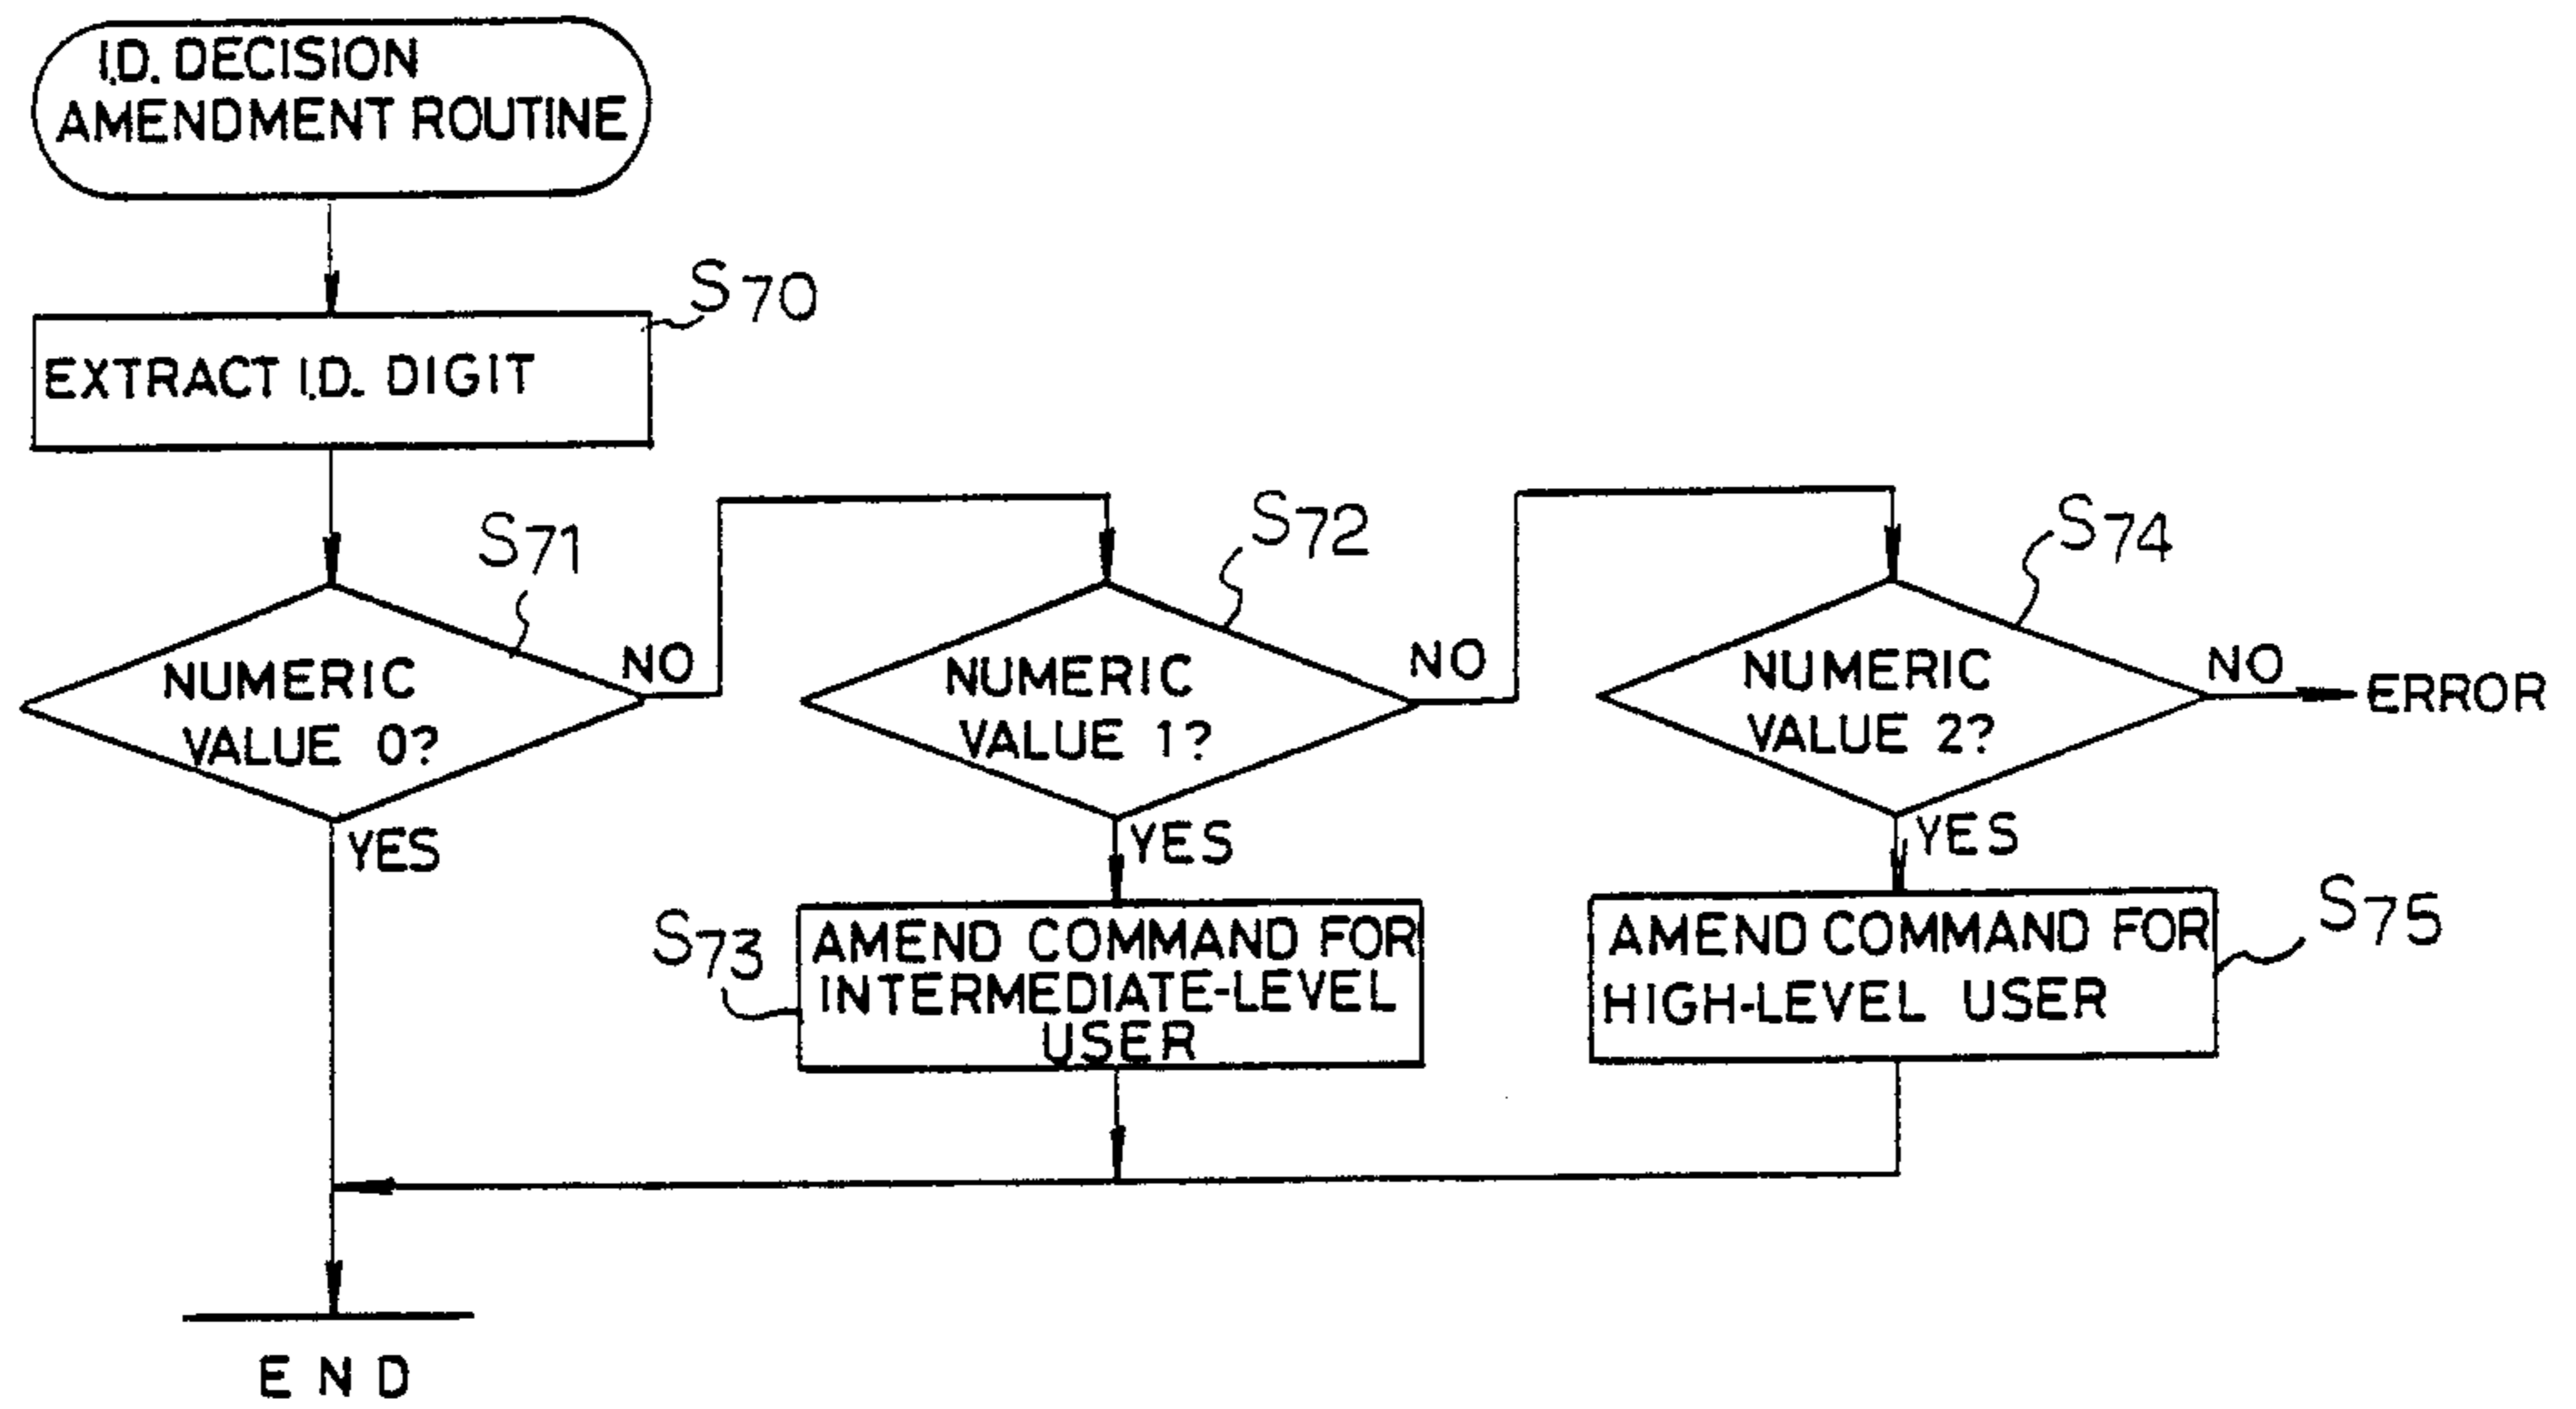 I.D. DECISION
AMENDMENT ROUTINE
S70
EXTRACT I.D. DIGIT
S71
NUMERIC
VALUE 0?
NO
YES
S72
NUMERIC
VALUE 1?
NO
YES
S74
NUMERIC
VALUE 2?
NO
ERROR
YES
S73
AMEND COMMAND FOR
INTERMEDIATE-LEVEL
USER
S75
AMEND COMMAND FOR
HIGH-LEVEL USER
END